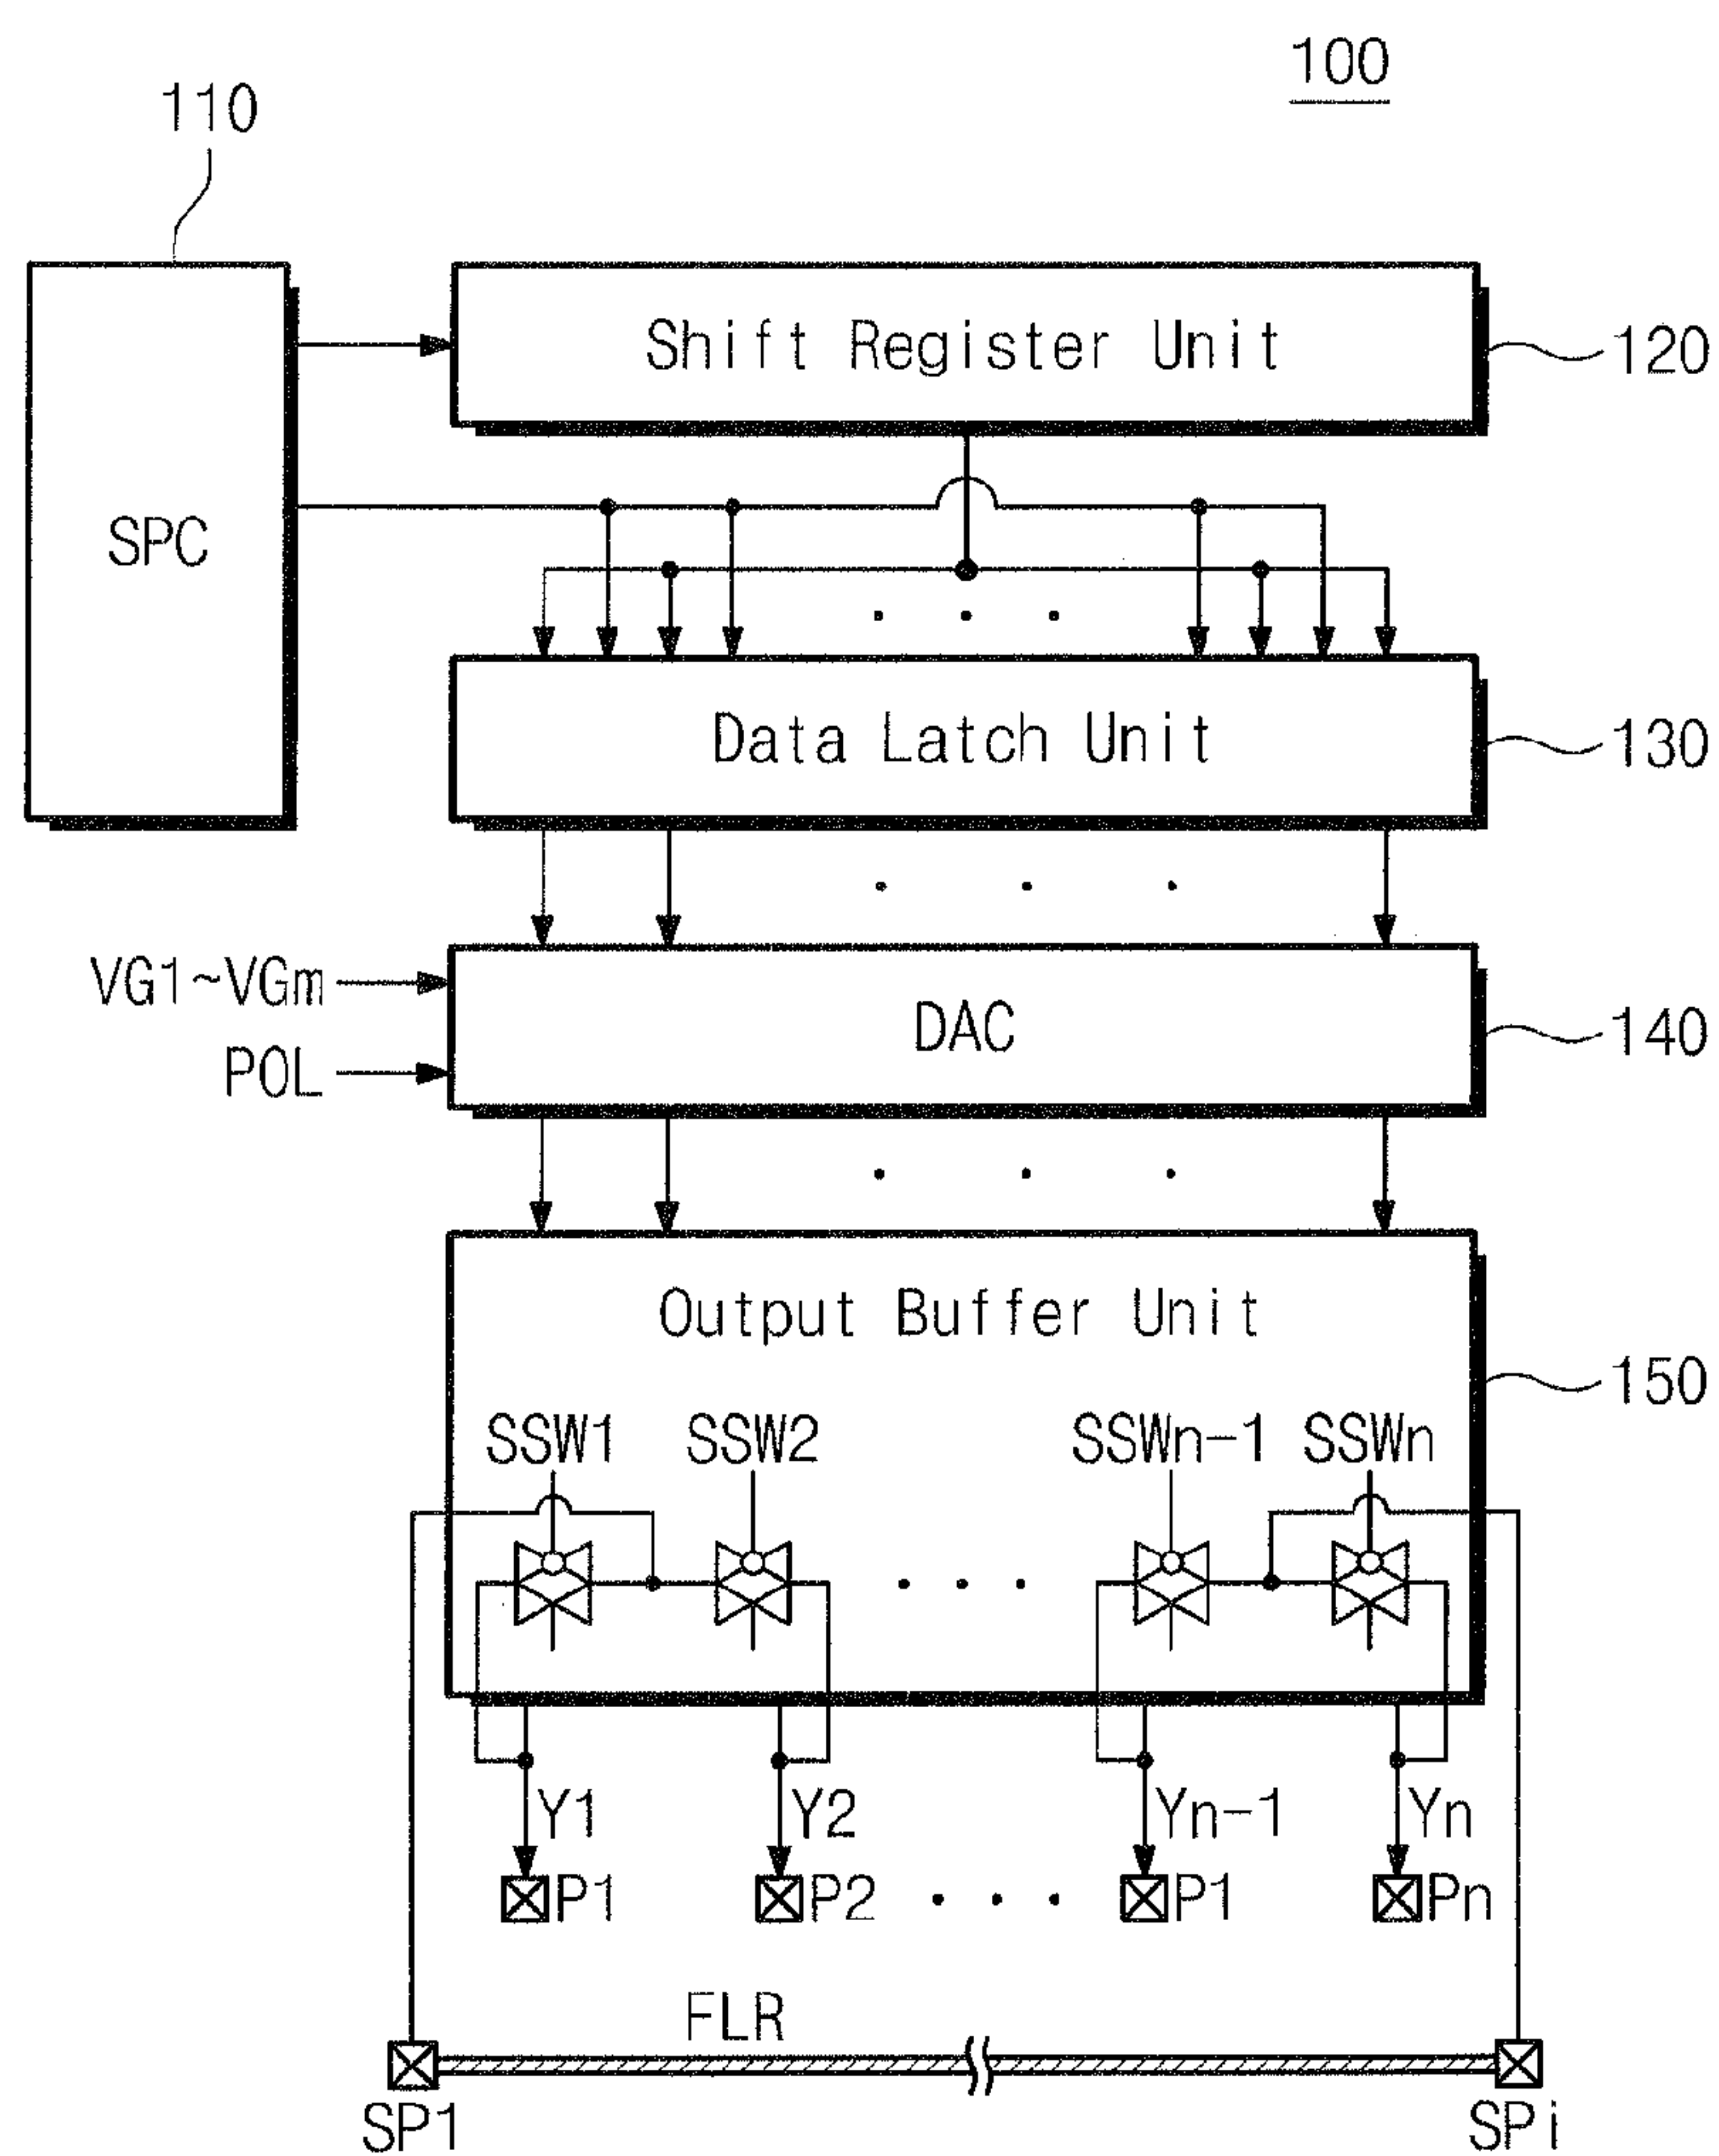 100
110
Shift Register Unit
120
SPC
Data Latch Unit
130
VG1~VGm
DAC
POL
140
Output Buffer Unit
150
SSW1 SSW2 SSWn-1 SSWn
Y1 Y2 Yn-1 Yn
P1 P2 P1 Pn
FLR
SP1 SPi